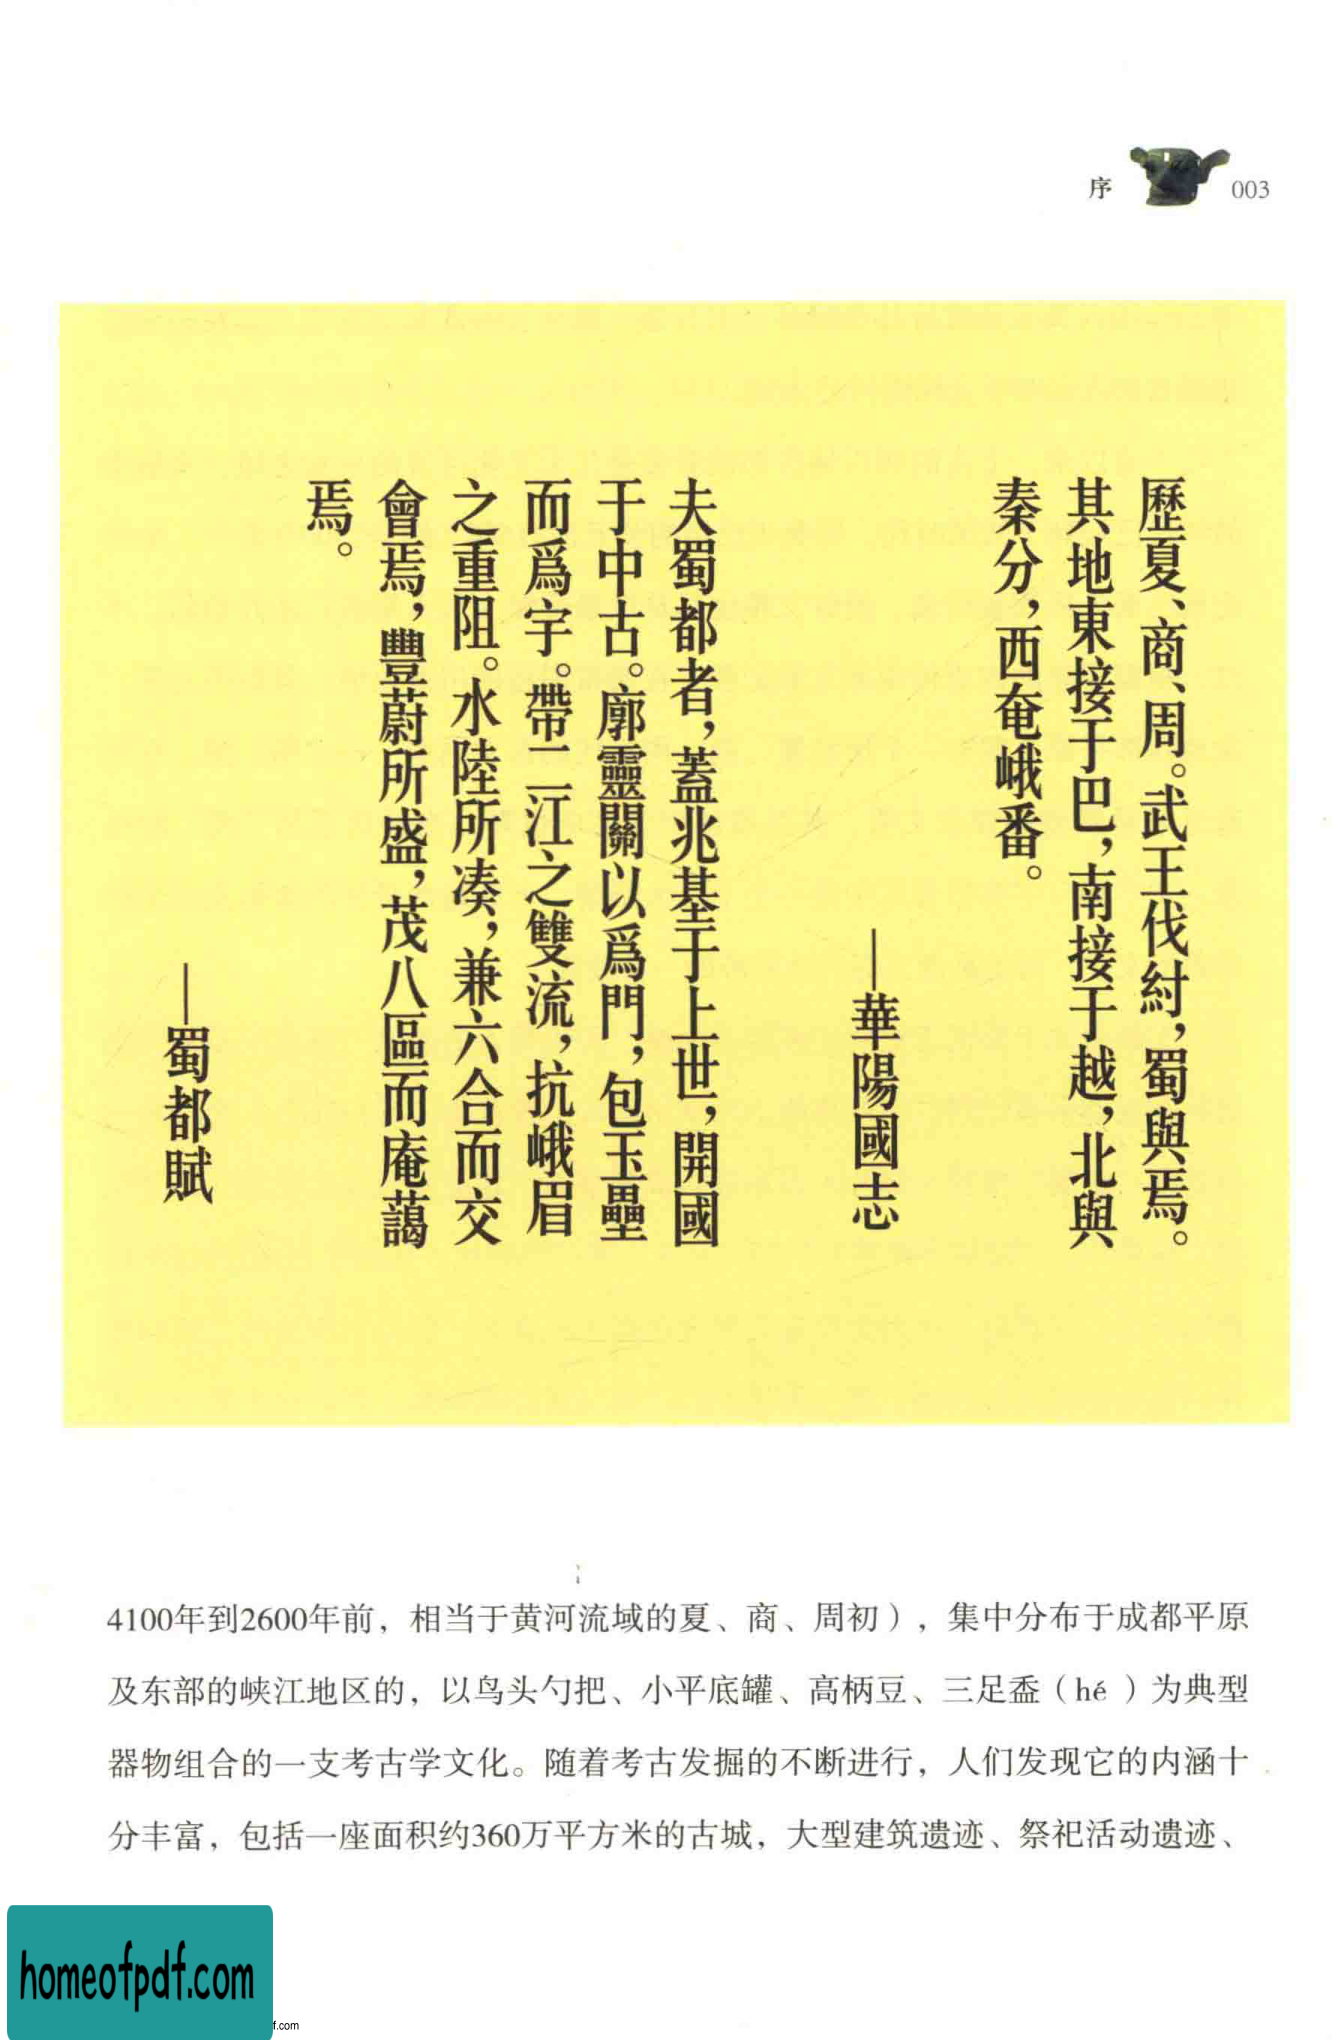 序 003
歷夏、商、周。武王伐紂，蜀與焉。
其地東接于巴，南接于越，北與
秦分，西奄峨番。
—華陽國志
夫蜀都者，蓋兆基于上世，開國
于中古。廓靈關以爲門，包玉壘
而爲宇。帶二江之雙流，抗峨眉
之重阻。水陸所凑，兼六合而交
會焉，豐蔚所盛，茂八區而庵藹
焉。
—蜀都賦
4100年到2600年前，相当于黄河流域的夏、商、周初），集中分布于成都平原
及东部的峡江地区的，以鸟头勺把、小平底罐、高柄豆、三足盉（hé ）为典型
器物组合的一支考古学文化。随着考古发掘的不断进行，人们发现它的内涵十
分丰富，包括一座面积约360万平方米的古城，大型建筑遗迹、祭祀活动遗迹、
homeofpdf.com
f.com